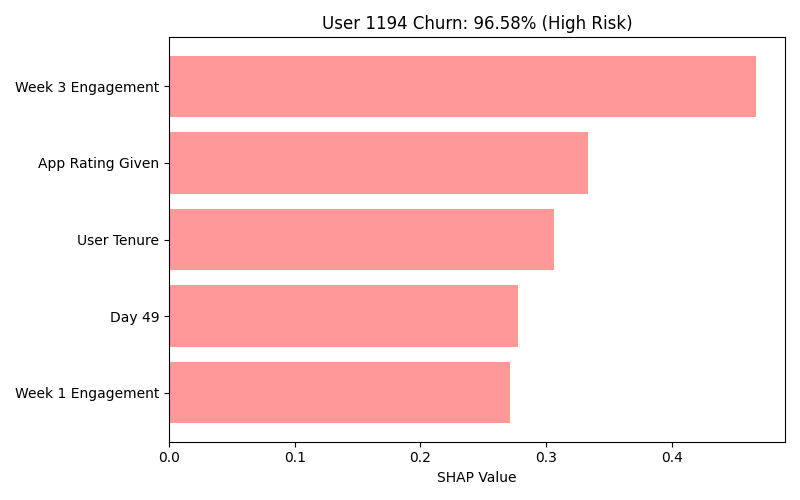 User 1194 Churn: 96.58% (High Risk)
Week 3 Engagement
App Rating Given
User Tenure
Day 49
Week 1 Engagement
0.0 0.1 0.2 0.3 0.4
SHAP Value